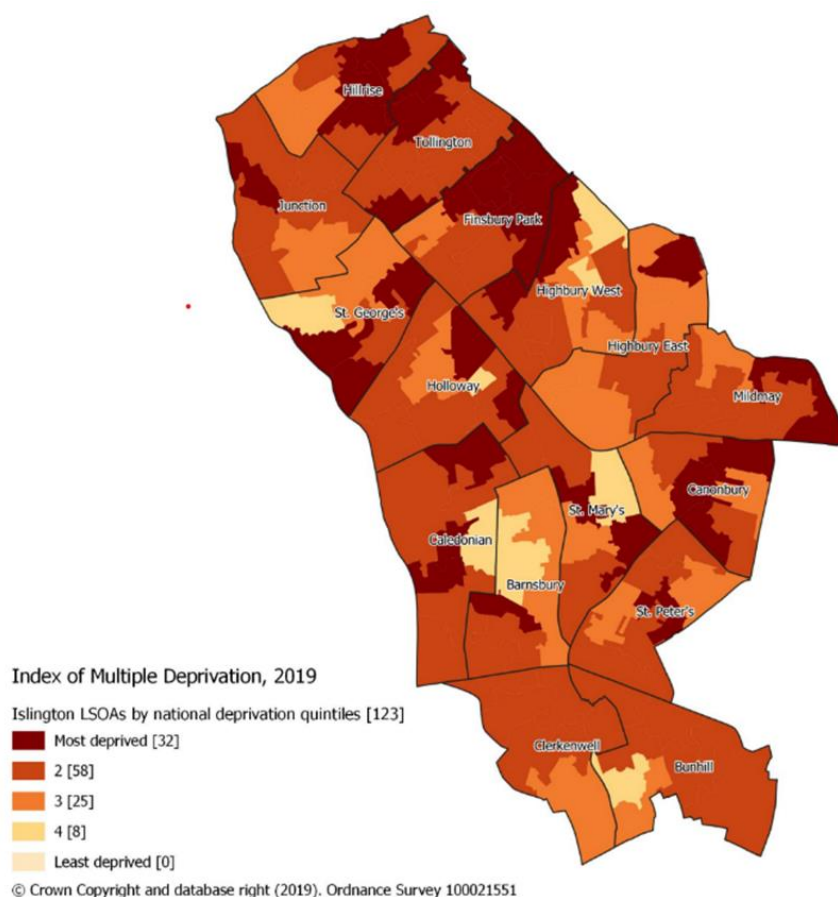 Hillrise
Tollington
Junction
Finsbury Park
Highbury West
St. George's
Highbury East
Holloway
Mildmay
Canonbury
St. Mary's
Caledonian
Barnsbury
St. Peter's
Clerkenwell
Bunhill
Index of Multiple Deprivation, 2019
Islington LSOAs by national deprivation quintiles [123]
Most deprived [32]
2 [58]
3 [25]
4 [8]
Least deprived [0]
© Crown Copyright and database right (2019). Ordnance Survey 100021551